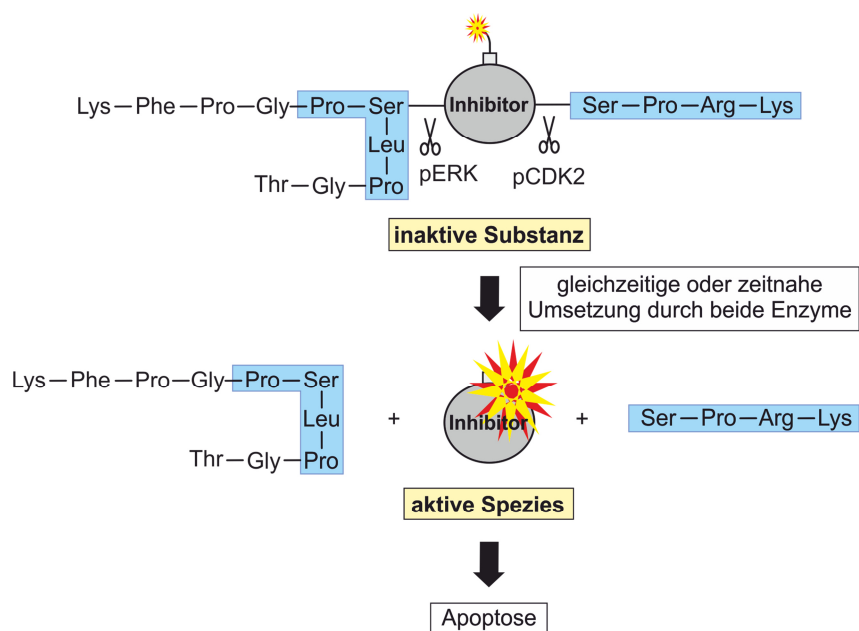 Lys—Phe—Pro—Gly—Pro—Ser
Inhibitor
Ser—Pro—Arg—Lys
Leu
Thr—Gly—Pro
pERK
pCDK2
inaktive Substanz
gleichzeitige oder zeitnahe
Umsetzung durch beide Enzyme
Lys—Phe—Pro—Gly—Pro—Ser
Leu
Thr—Gly—Pro
+
Inhibitor
+
Ser—Pro—Arg—Lys
aktive Spezies
Apoptose